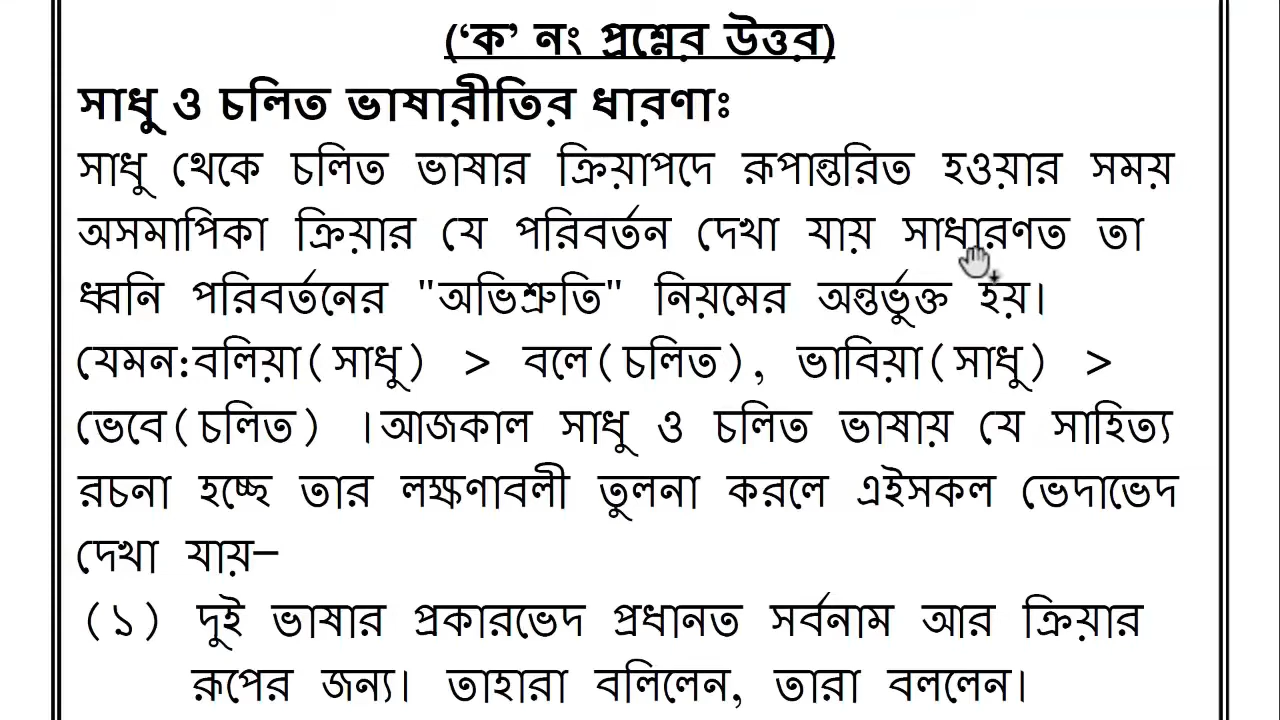 (‘ক’ নং প্রশ্নের উত্তর)
সাধু ও চলিত ভাষারীতির ধারণাঃ
সাধু থেকে চলিত ভাষার ক্রিয়াপদে রূপান্তরিত হওয়ার সময়
অসমাপিকা ক্রিয়ার যে পরিবর্তন দেখা যায় সাধারণত তা
ধ্বনি পরিবর্তনের "অভিশ্রুতি" নিয়মের অন্তর্ভুক্ত হয়।
যেমন:বলিয়া(সাধু) > বলে(চলিত), ভাবিয়া(সাধু) >
ভেবে(চলিত) ।আজকাল সাধু ও চলিত ভাষায় যে সাহিত্য
রচনা হচ্ছে তার লক্ষণাবলী তুলনা করলে এইসকল ভেদাভেদ
দেখা যায়–
(১) দুই ভাষার প্রকারভেদ প্রধানত সর্বনাম আর ক্রিয়ার
রূপের জন্য। তাহারা বলিলেন, তারা বললেন।